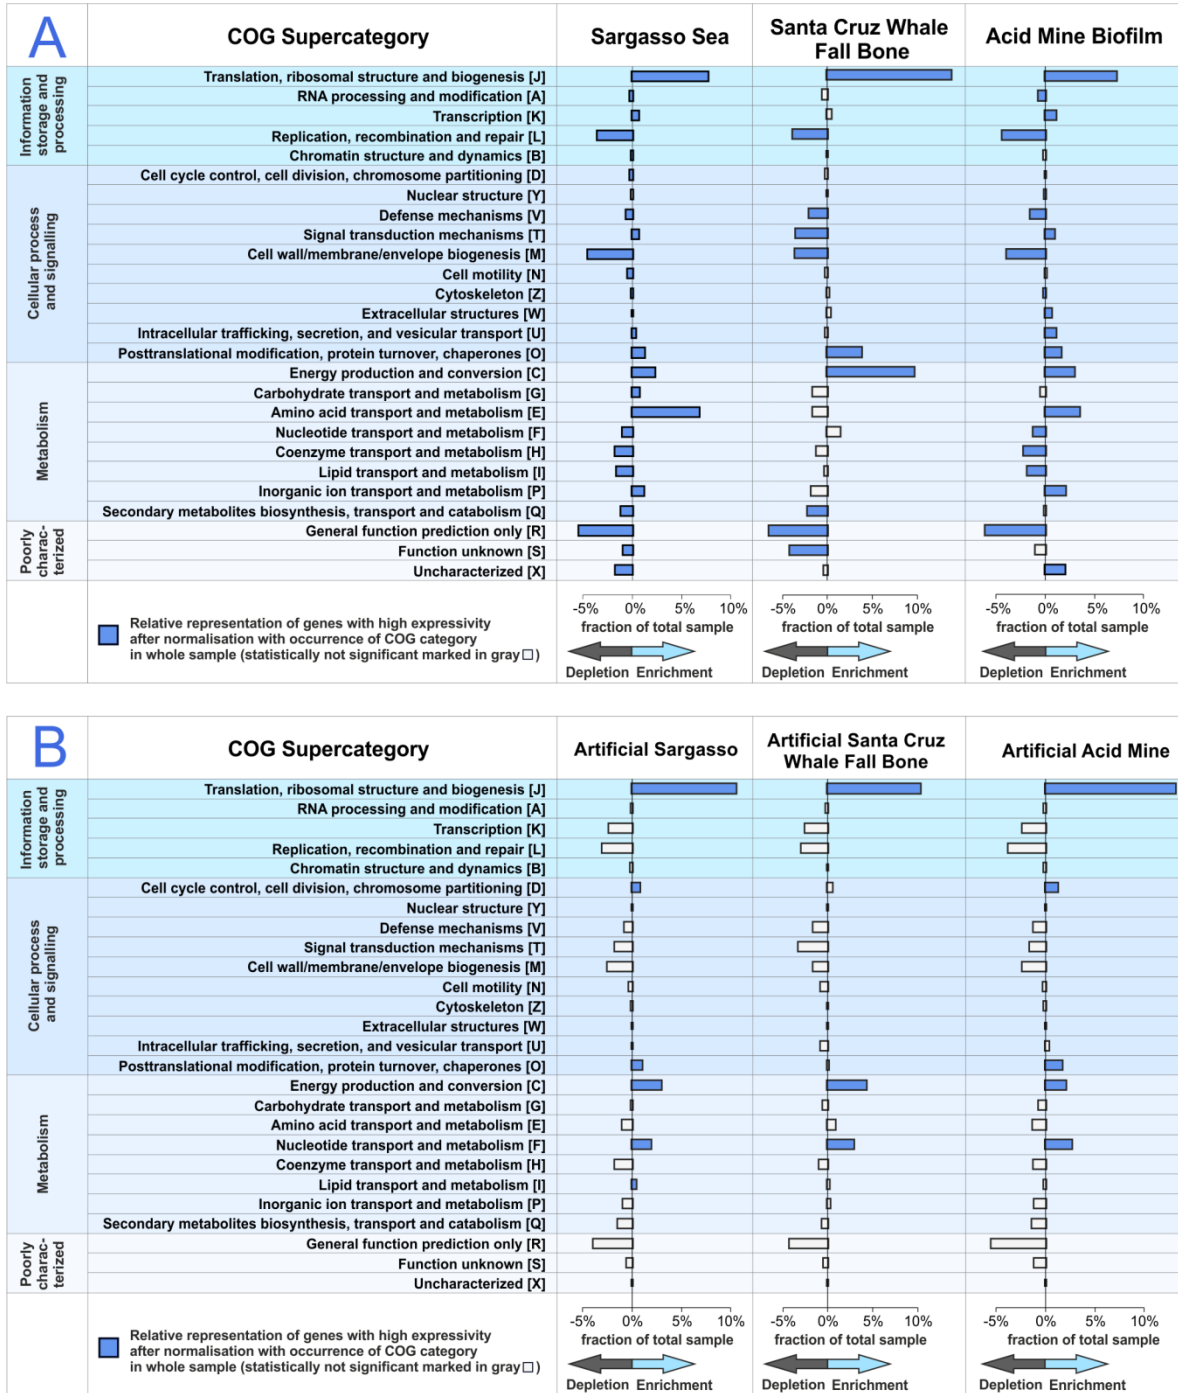 A
COG Supercategory
Sargasso Sea
Santa Cruz Whale
Fall Bone
Acid Mine Biofilm
Information
storage and
processing
Translation, ribosomal structure and biogenesis [J]
RNA processing and modification [A]
Transcription [K]
Replication, recombination and repair [L]
Chromatin structure and dynamics [B]
Cellular process
and signalling
Cell cycle control, cell division, chromosome partitioning [D]
Nuclear structure [Y]
Defense mechanisms [V]
Signal transduction mechanisms [T]
Cell wall/membrane/envelope biogenesis [M]
Cell motility [N]
Cytoskeleton [Z]
Extracellular structures [W]
Intracellular trafficking, secretion, and vesicular transport [U]
Posttranslational modification, protein turnover, chaperones [O]
Metabolism
Energy production and conversion [C]
Carbohydrate transport and metabolism [G]
Amino acid transport and metabolism [E]
Nucleotide transport and metabolism [F]
Coenzyme transport and metabolism [H]
Lipid transport and metabolism [I]
Inorganic ion transport and metabolism [P]
Secondary metabolites biosynthesis, transport and catabolism [Q]
Poorly
charac-
terized
General function prediction only [R]
Function unknown [S]
Uncharacterized [X]
Relative representation of genes with high expressivity
after normalisation with occurrence of COG category
in whole sample (statistically not significant marked in gray )
-5% 0% 5% 10%
fraction of total sample
Depletion Enrichment
-5% 0% 5% 10%
fraction of total sample
Depletion Enrichment
-5% 0% 5% 10%
fraction of total sample
Depletion Enrichment
B
COG Supercategory
Artificial Sargasso
Artificial Santa Cruz
Whale Fall Bone
Artificial Acid Mine
Information
storage and
processing
Translation, ribosomal structure and biogenesis [J]
RNA processing and modification [A]
Transcription [K]
Replication, recombination and repair [L]
Chromatin structure and dynamics [B]
Cellular process
and signalling
Cell cycle control, cell division, chromosome partitioning [D]
Nuclear structure [Y]
Defense mechanisms [V]
Signal transduction mechanisms [T]
Cell wall/membrane/envelope biogenesis [M]
Cell motility [N]
Cytoskeleton [Z]
Extracellular structures [W]
Intracellular trafficking, secretion, and vesicular transport [U]
Posttranslational modification, protein turnover, chaperones [O]
Metabolism
Energy production and conversion [C]
Carbohydrate transport and metabolism [G]
Amino acid transport and metabolism [E]
Nucleotide transport and metabolism [F]
Coenzyme transport and metabolism [H]
Lipid transport and metabolism [I]
Inorganic ion transport and metabolism [P]
Secondary metabolites biosynthesis, transport and catabolism [Q]
Poorly
charac-
terized
General function prediction only [R]
Function unknown [S]
Uncharacterized [X]
Relative representation of genes with high expressivity
after normalisation with occurrence of COG category
in whole sample (statistically not significant marked in gray )
-5% 0% 5% 10%
fraction of total sample
Depletion Enrichment
-5% 0% 5% 10%
fraction of total sample
Depletion Enrichment
-5% 0% 5% 10%
fraction of total sample
Depletion Enrichment